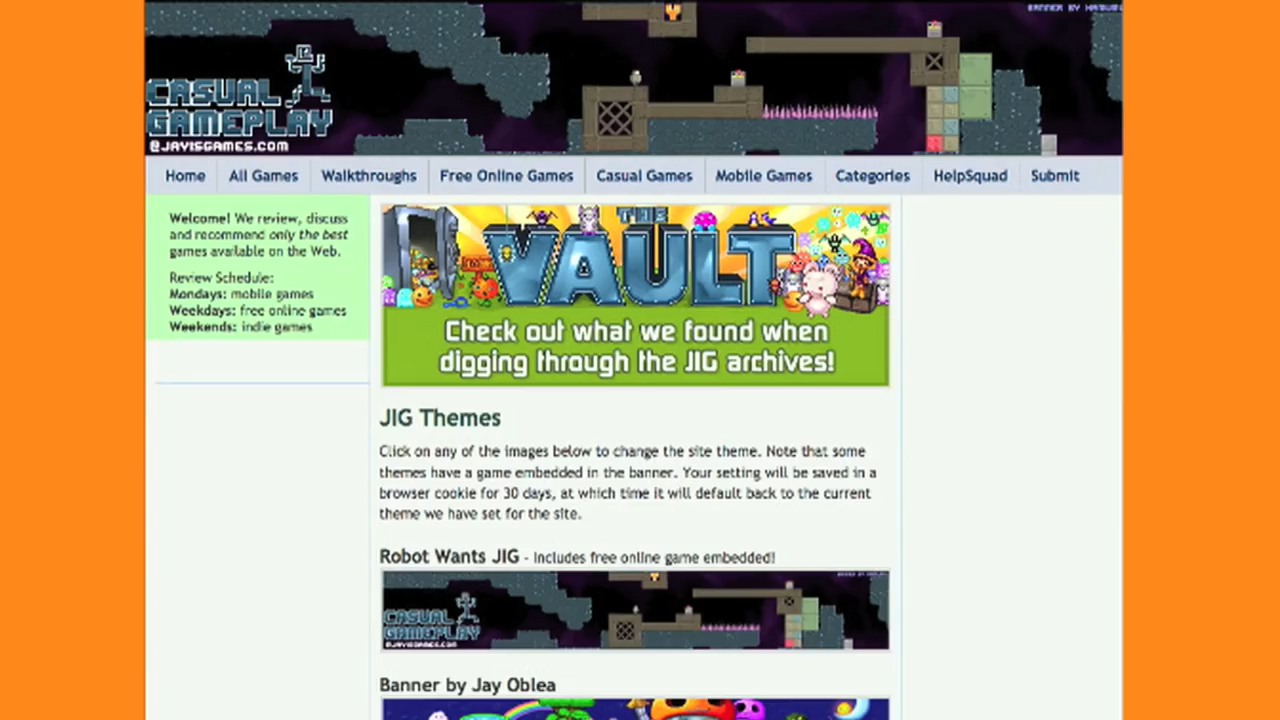 BANNER BY HAMUMU
CASUAL
GAMEPLAY
@JAYISGAMES.COM
Home All Games Walkthroughs Free Online Games Casual Games Mobile Games Categories HelpSquad Submit
Welcome! We review, discuss
and recommend only the best
games available on the Web.
Review Schedule:
Mondays: mobile games
Weekdays: free online games
Weekends: indie games
THE
VAULT
Check out what we found when
digging through the JIG archives!
JIG Themes
Click on any of the images below to change the site theme. Note that some
themes have a game embedded in the banner. Your setting will be saved in a
browser cookie for 30 days, at which time it will default back to the current
theme we have set for the site.
Robot Wants JIG - includes free online game embedded!
CASUAL
GAMEPLAY
@JAYISGAMES.COM
Banner by Jay Oblea